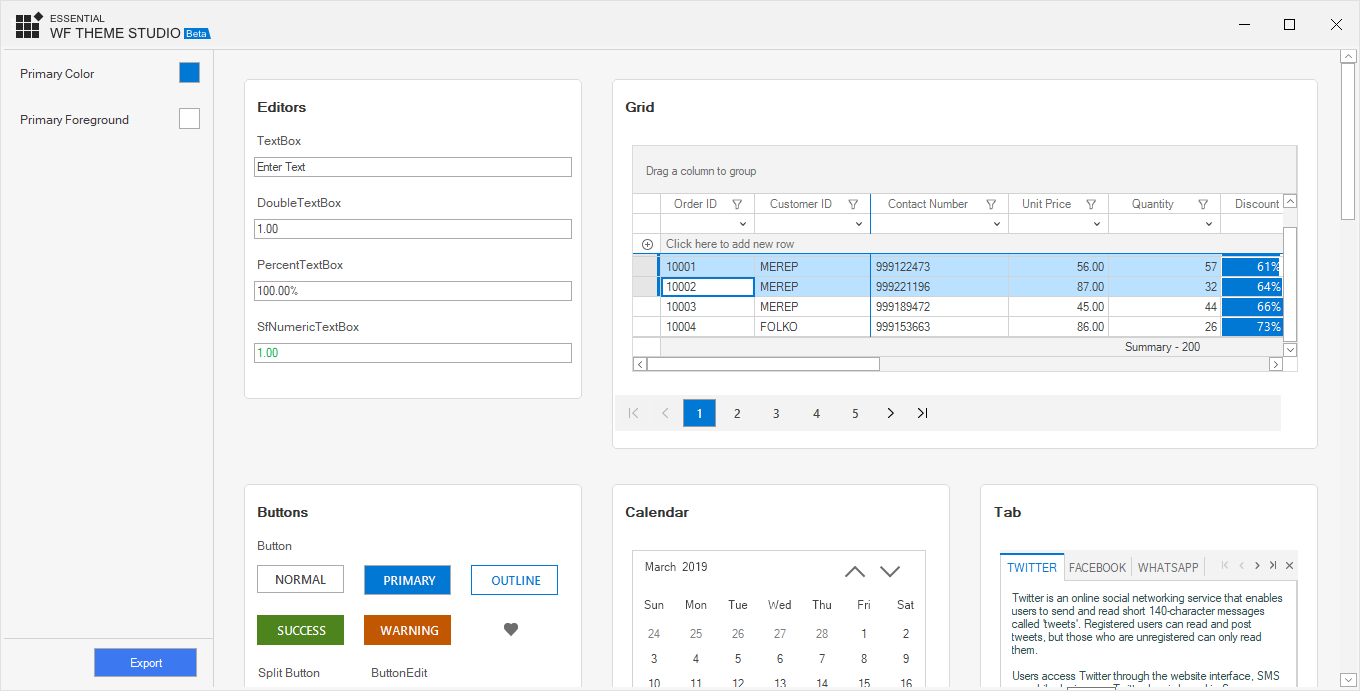 ESSENTIAL
WF THEME STUDIO Beta
Primary Color
Primary Foreground
Export
Editors
TextBox
Enter Text
DoubleTextBox
1.00
PercentTextBox
100.00%
SfNumericTextBox
1.00
Grid
Drag a column to group
Order ID Customer ID Contact Number Unit Price Quantity Discount
Click here to add new row
10001 MEREP 999122473 56.00 57 61%
10002 MEREP 999221196 87.00 32 64%
10003 MEREP 999189472 45.00 44 66%
10004 FOLKO 999153663 86.00 26 73%
Summary - 200
1 2 3 4 5
Buttons
Button
NORMAL PRIMARY OUTLINE
SUCCESS WARNING
Split Button ButtonEdit
Calendar
March 2019
Sun Mon Tue Wed Thu Fri Sat
24 25 26 27 28 1 2
3 4 5 6 7 8 9
10 11 12 13 14 15 16
Tab
TWITTER FACEBOOK WHATSAPP
Twitter is an online social networking service that enables
users to send and read short 140-character messages
called 'tweets'. Registered users can read and post
tweets, but those who are unregistered can only read
them.
Users access Twitter through the website interface, SMS